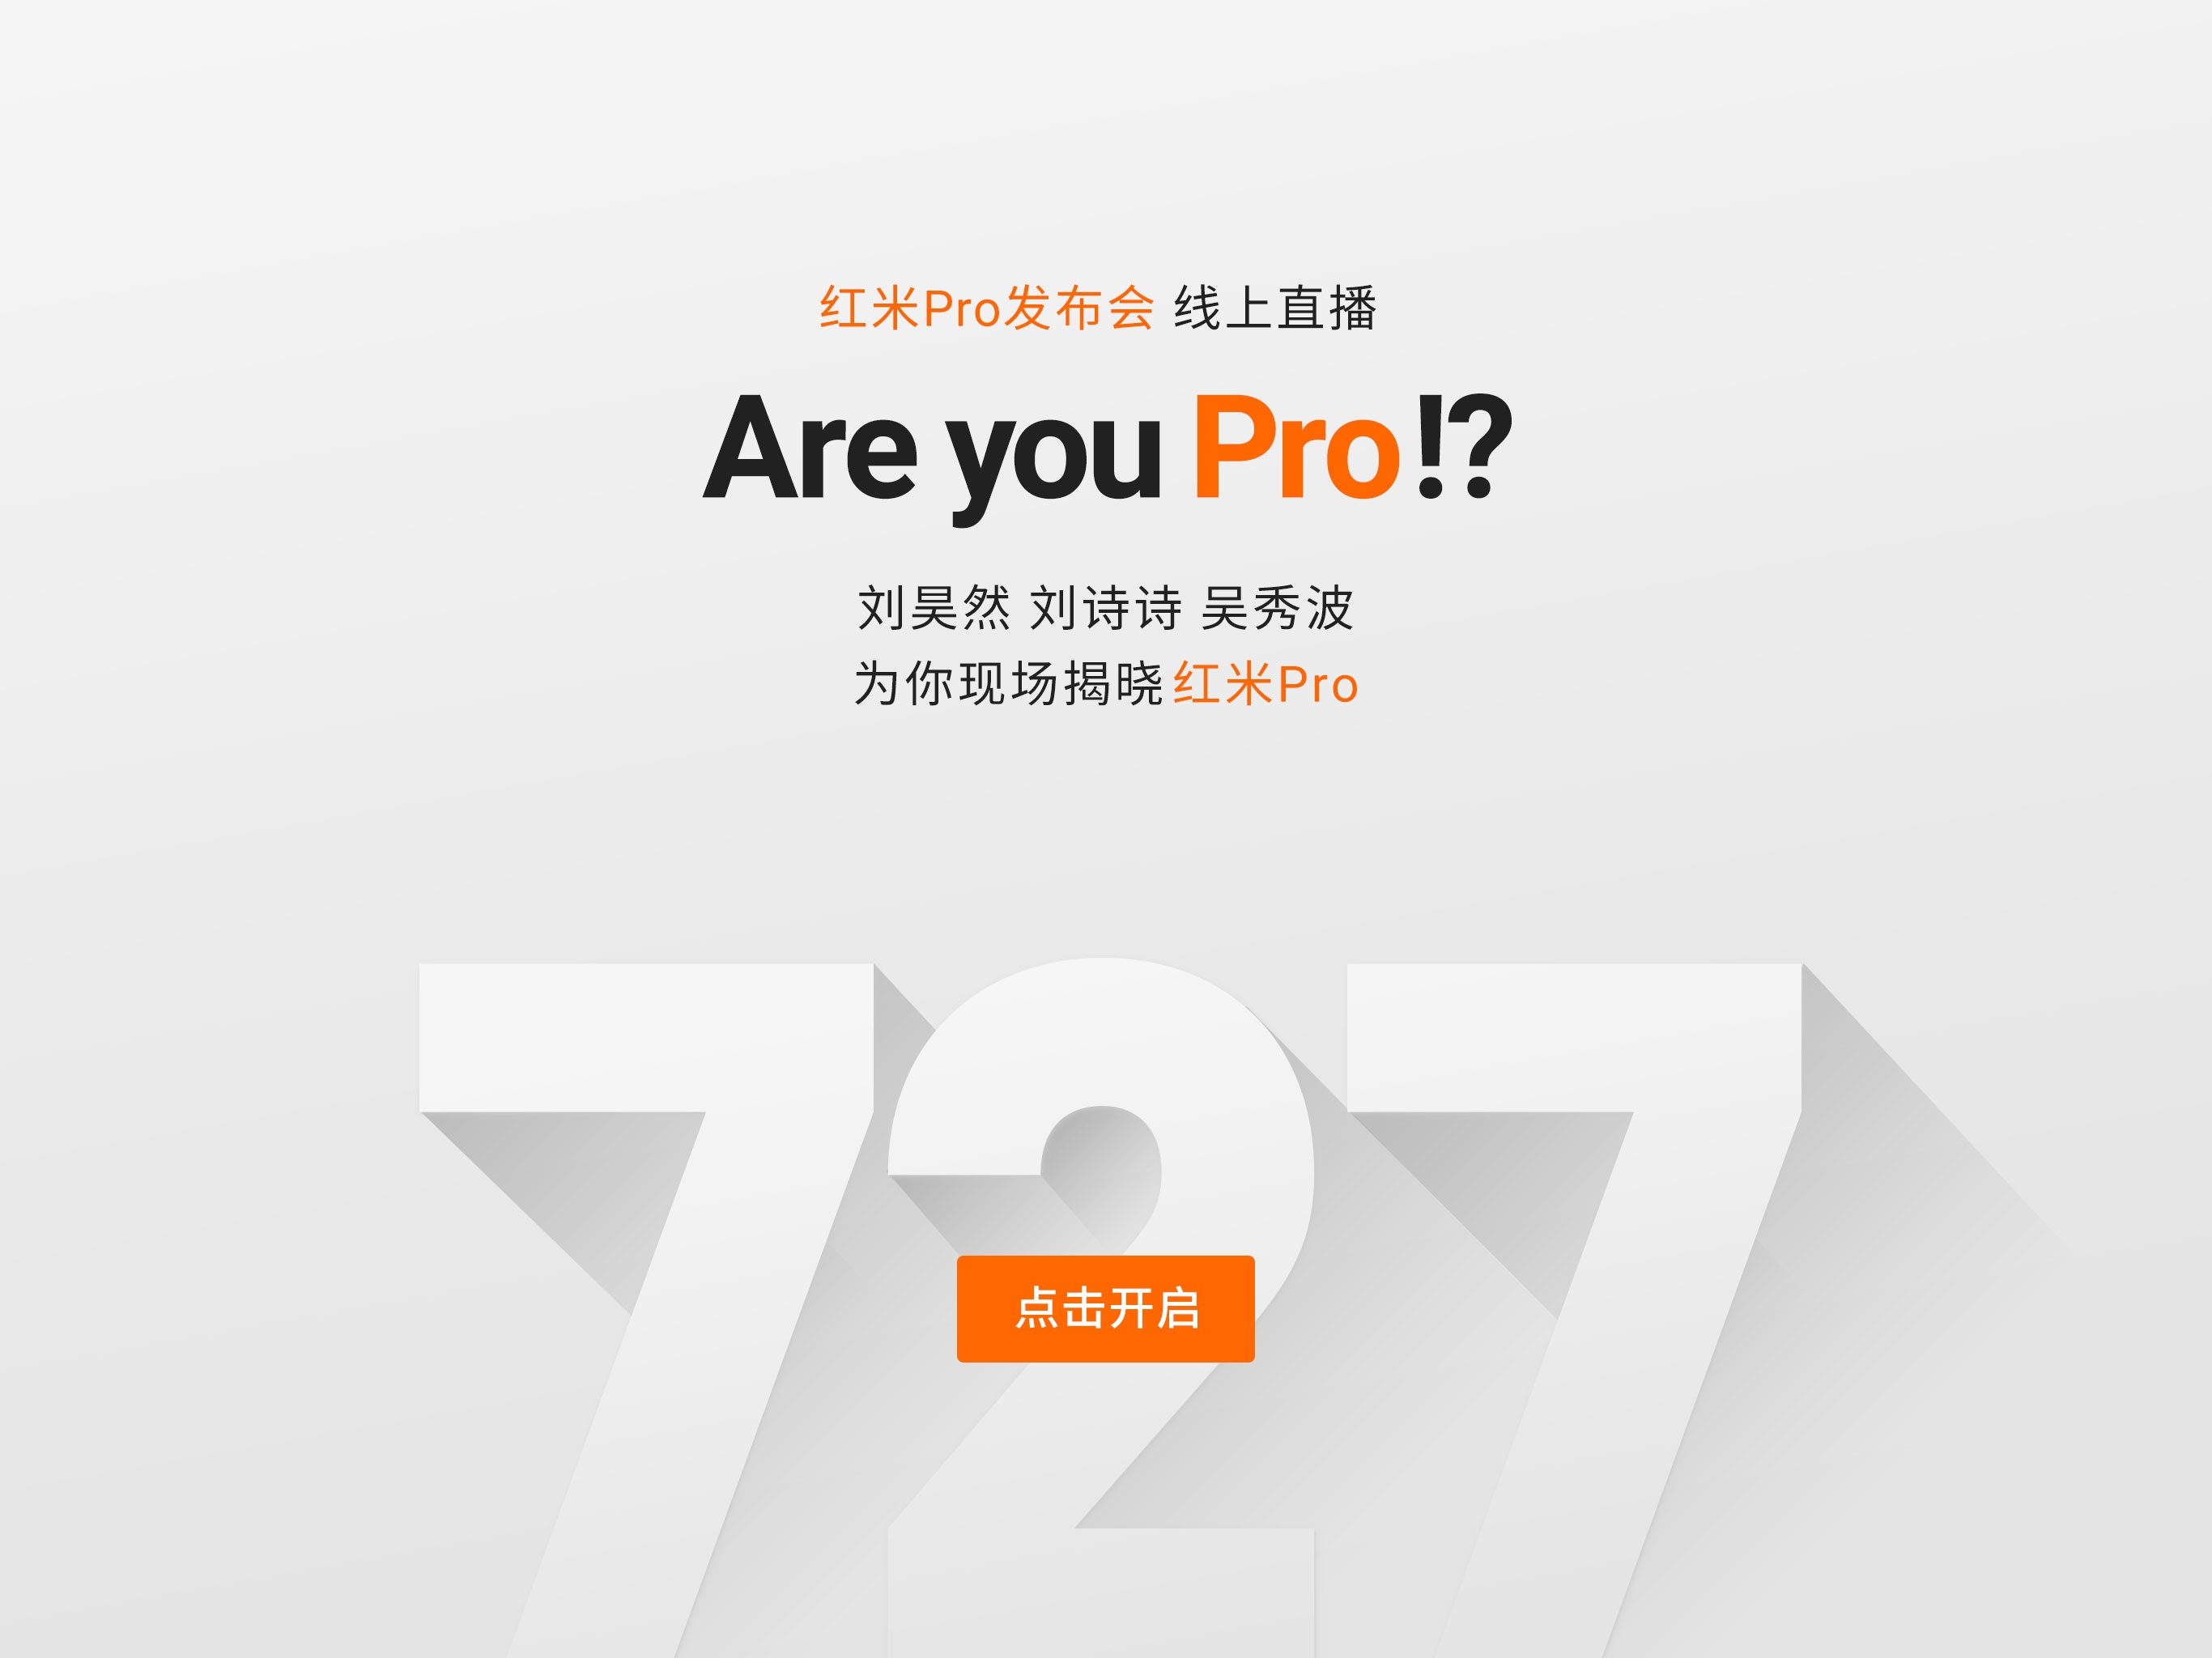 红米Pro发布会 线上直播
Are you Pro!?
刘昊然 刘诗诗 吴秀波
为你现场揭晓红米Pro
727
点击开启